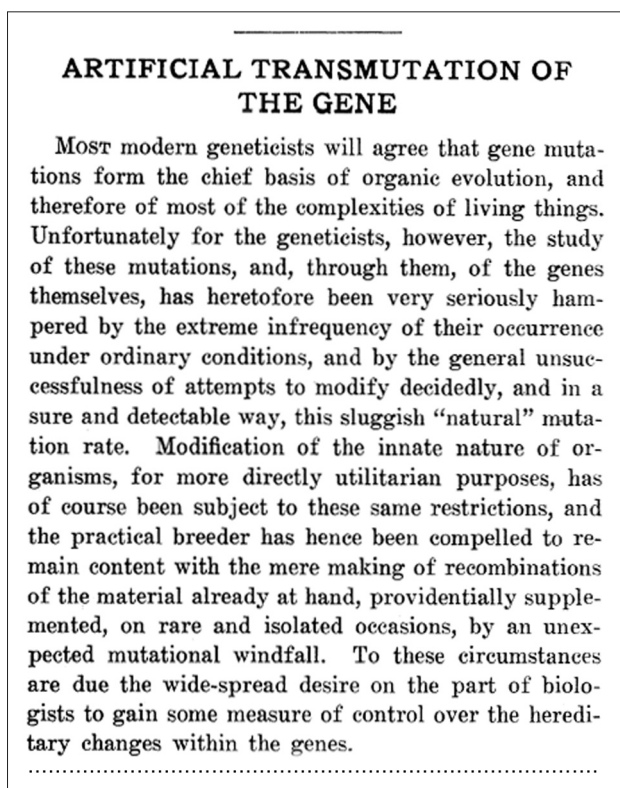 ARTIFICIAL TRANSMUTATION OF
THE GENE
MOST modern geneticists will agree that gene muta-
tions form the chief basis of organic evolution, and
therefore of most of the complexities of living things.
Unfortunately for the geneticists, however, the study
of these mutations, and, through them, of the genes
themselves, has heretofore been very seriously ham-
pered by the extreme infrequency of their occurrence
under ordinary conditions, and by the general unsuc-
cessfulness of attempts to modify decidedly, and in a
sure and detectable way, this sluggish “natural” muta-
tion rate. Modification of the innate nature of or-
ganisms, for more directly utilitarian purposes, has
of course been subject to these same restrictions, and
the practical breeder has hence been compelled to re-
main content with the mere making of recombinations
of the material already at hand, providentially supple-
mented, on rare and isolated occasions, by an unex-
pected mutational windfall. To these circumstances
are due the wide-spread desire on the part of biolo-
gists to gain some measure of control over the heredi-
tary changes within the genes.